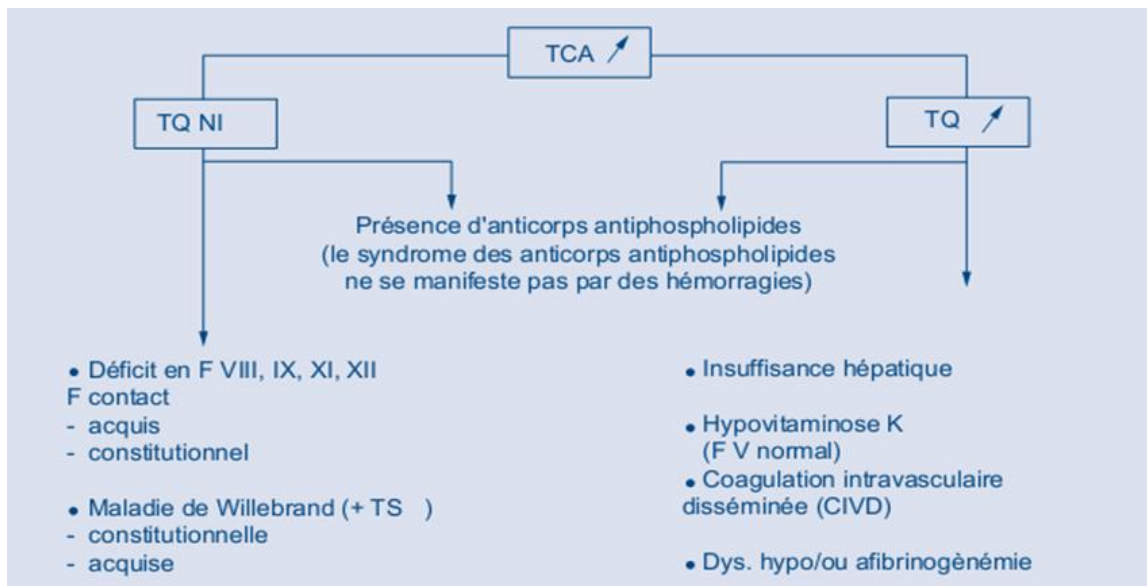 TCA ↗
TQ NI
TQ ↗
Présence d'anticorps antiphospholipides
(le syndrome des anticorps antiphospholipides
ne se manifeste pas par des hémorragies)
• Déficit en F VIII, IX, XI, XII
F contact
- acquis
- constitutionnel
• Maladie de Willebrand (+ TS )
- constitutionnelle
- acquise
• Insuffisance hépatique
• Hypovitaminose K
(F V normal)
• Coagulation intravasculaire
disséminée (CIVD)
• Dys. hypo/ou afibrinogènémie